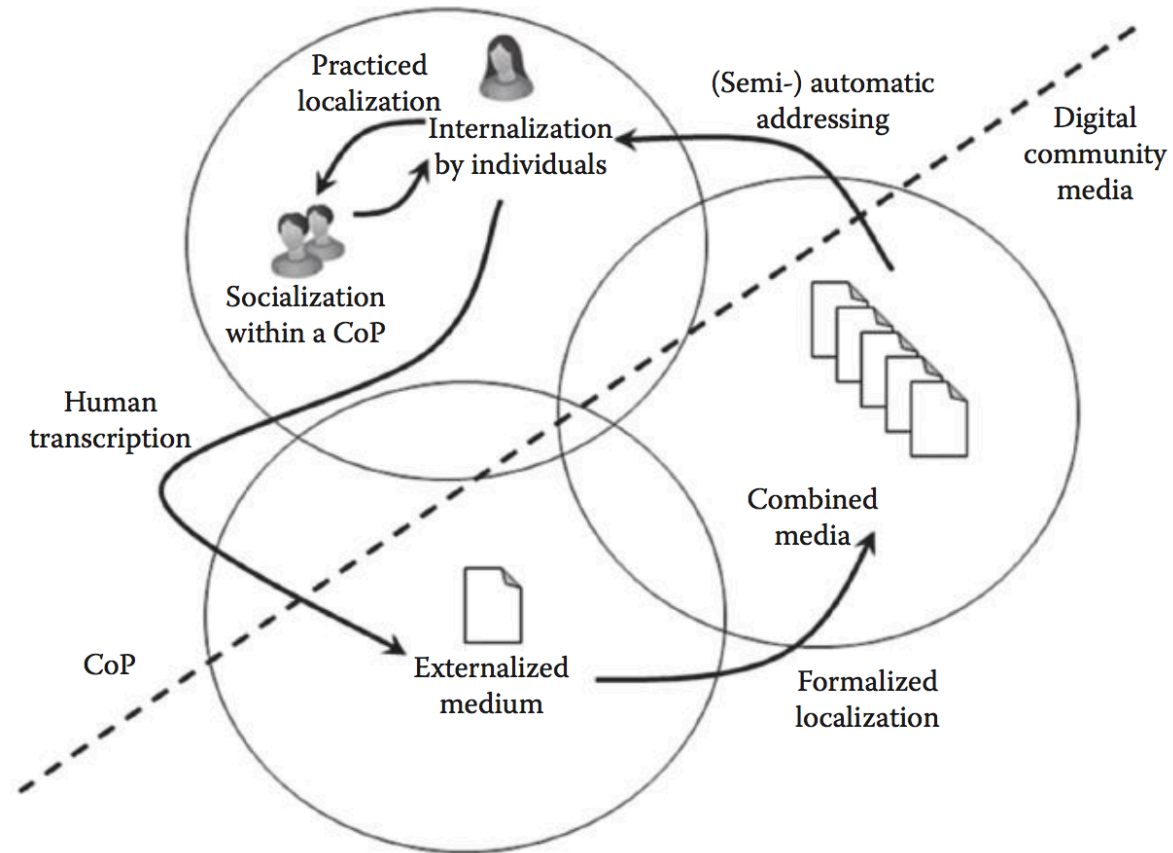 Practiced
localization
Internalization
by individuals
(Semi-) automatic
addressing
Digital
community
media
Socialization
within a CoP
Human
transcription
Combined
media
CoP
Externalized
medium
Formalized
localization